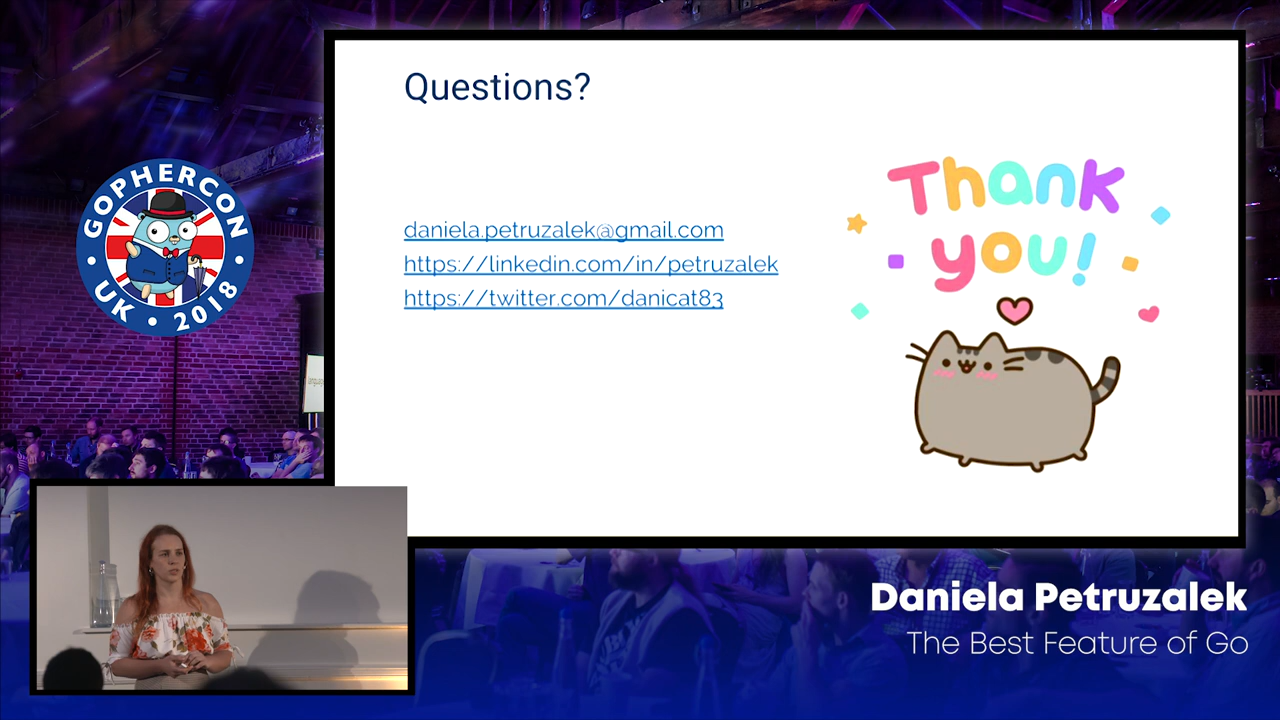 GOPHERCON
UK • 2018
Questions?
daniela.petruzalek@gmail.com
https://linkedin.com/in/petruzalek
https://twitter.com/danicat83
Thank
you!
Daniela Petruzalek
The Best Feature of Go